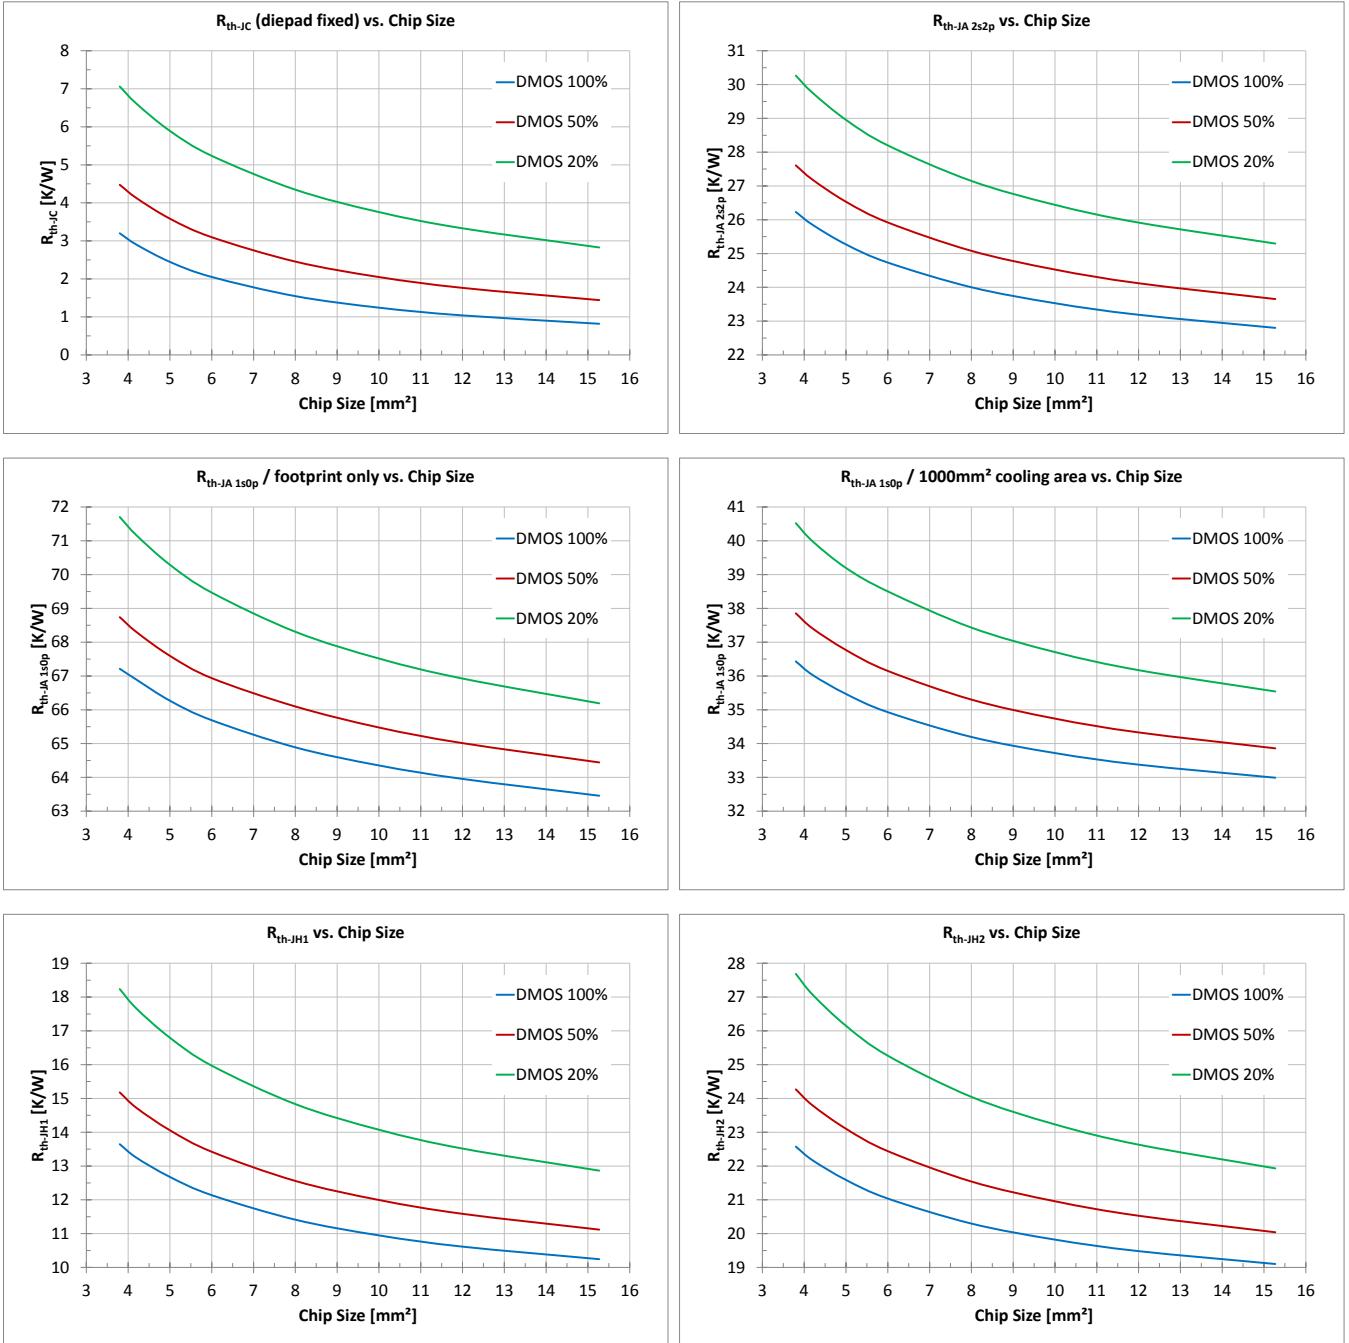 R th-JC (diepad fixed) vs. Chip Size
8
7
6
5
4
3
2
1
0
R th-JC [K/W]
DMOS 100%
DMOS 50%
DMOS 20%
3 4 5 6 7 8 9 10 11 12 13 14 15 16
Chip Size [mm²]
R th-JA 2s2p vs. Chip Size
31
30
29
28
27
26
25
24
23
22
R th-JA 2s2p [K/W]
DMOS 100%
DMOS 50%
DMOS 20%
3 4 5 6 7 8 9 10 11 12 13 14 15 16
Chip Size [mm²]
R th-JA 1s0p / footprint only vs. Chip Size
72
71
70
69
68
67
66
65
64
63
R th-JA 1s0p [K/W]
DMOS 100%
DMOS 50%
DMOS 20%
3 4 5 6 7 8 9 10 11 12 13 14 15 16
Chip Size [mm²]
R th-JA 1s0p / 1000mm² cooling area vs. Chip Size
41
40
39
38
37
36
35
34
33
32
R th-JA 1s0p [K/W]
DMOS 100%
DMOS 50%
DMOS 20%
3 4 5 6 7 8 9 10 11 12 13 14 15 16
Chip Size [mm²]
R th-JH1 vs. Chip Size
19
18
17
16
15
14
13
12
11
10
R th-JH1 [K/W]
DMOS 100%
DMOS 50%
DMOS 20%
3 4 5 6 7 8 9 10 11 12 13 14 15 16
Chip Size [mm²]
R th-JH2 vs. Chip Size
28
27
26
25
24
23
22
21
20
19
R th-JH2 [K/W]
DMOS 100%
DMOS 50%
DMOS 20%
3 4 5 6 7 8 9 10 11 12 13 14 15 16
Chip Size [mm²]